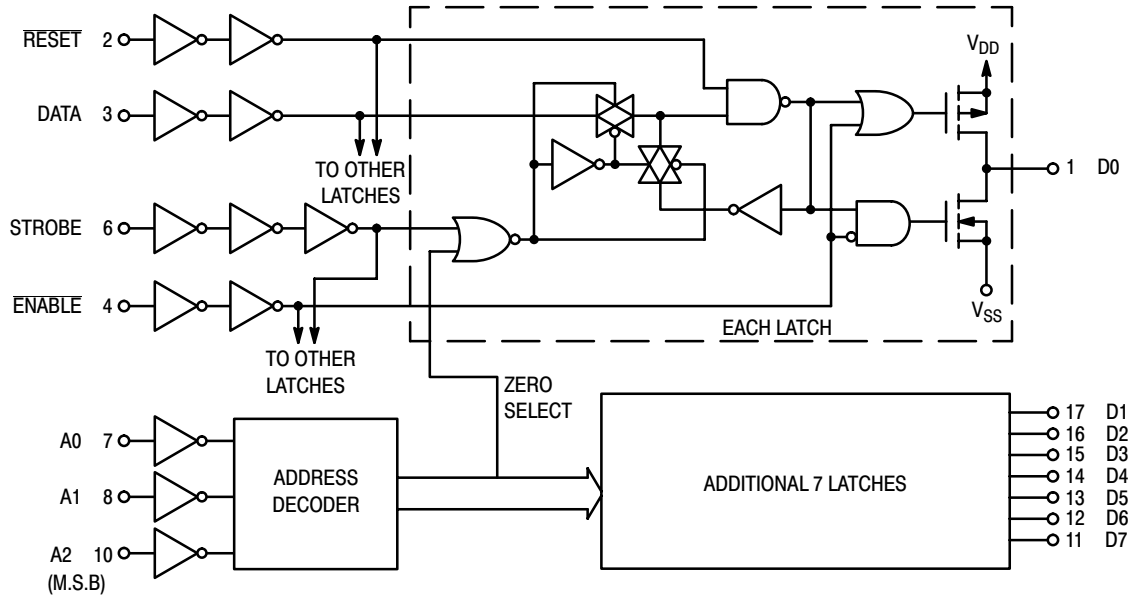 RESET 2
V_DD
DATA 3
TO OTHER
LATCHES
1 D0
STROBE 6
ENABLE 4
V_SS
EACH LATCH
TO OTHER
LATCHES
ZERO
SELECT
A0 7
A1 8
A2 10
(M.S.B)
ADDRESS
DECODER
ADDITIONAL 7 LATCHES
17 D1
16 D2
15 D3
14 D4
13 D5
12 D6
11 D7